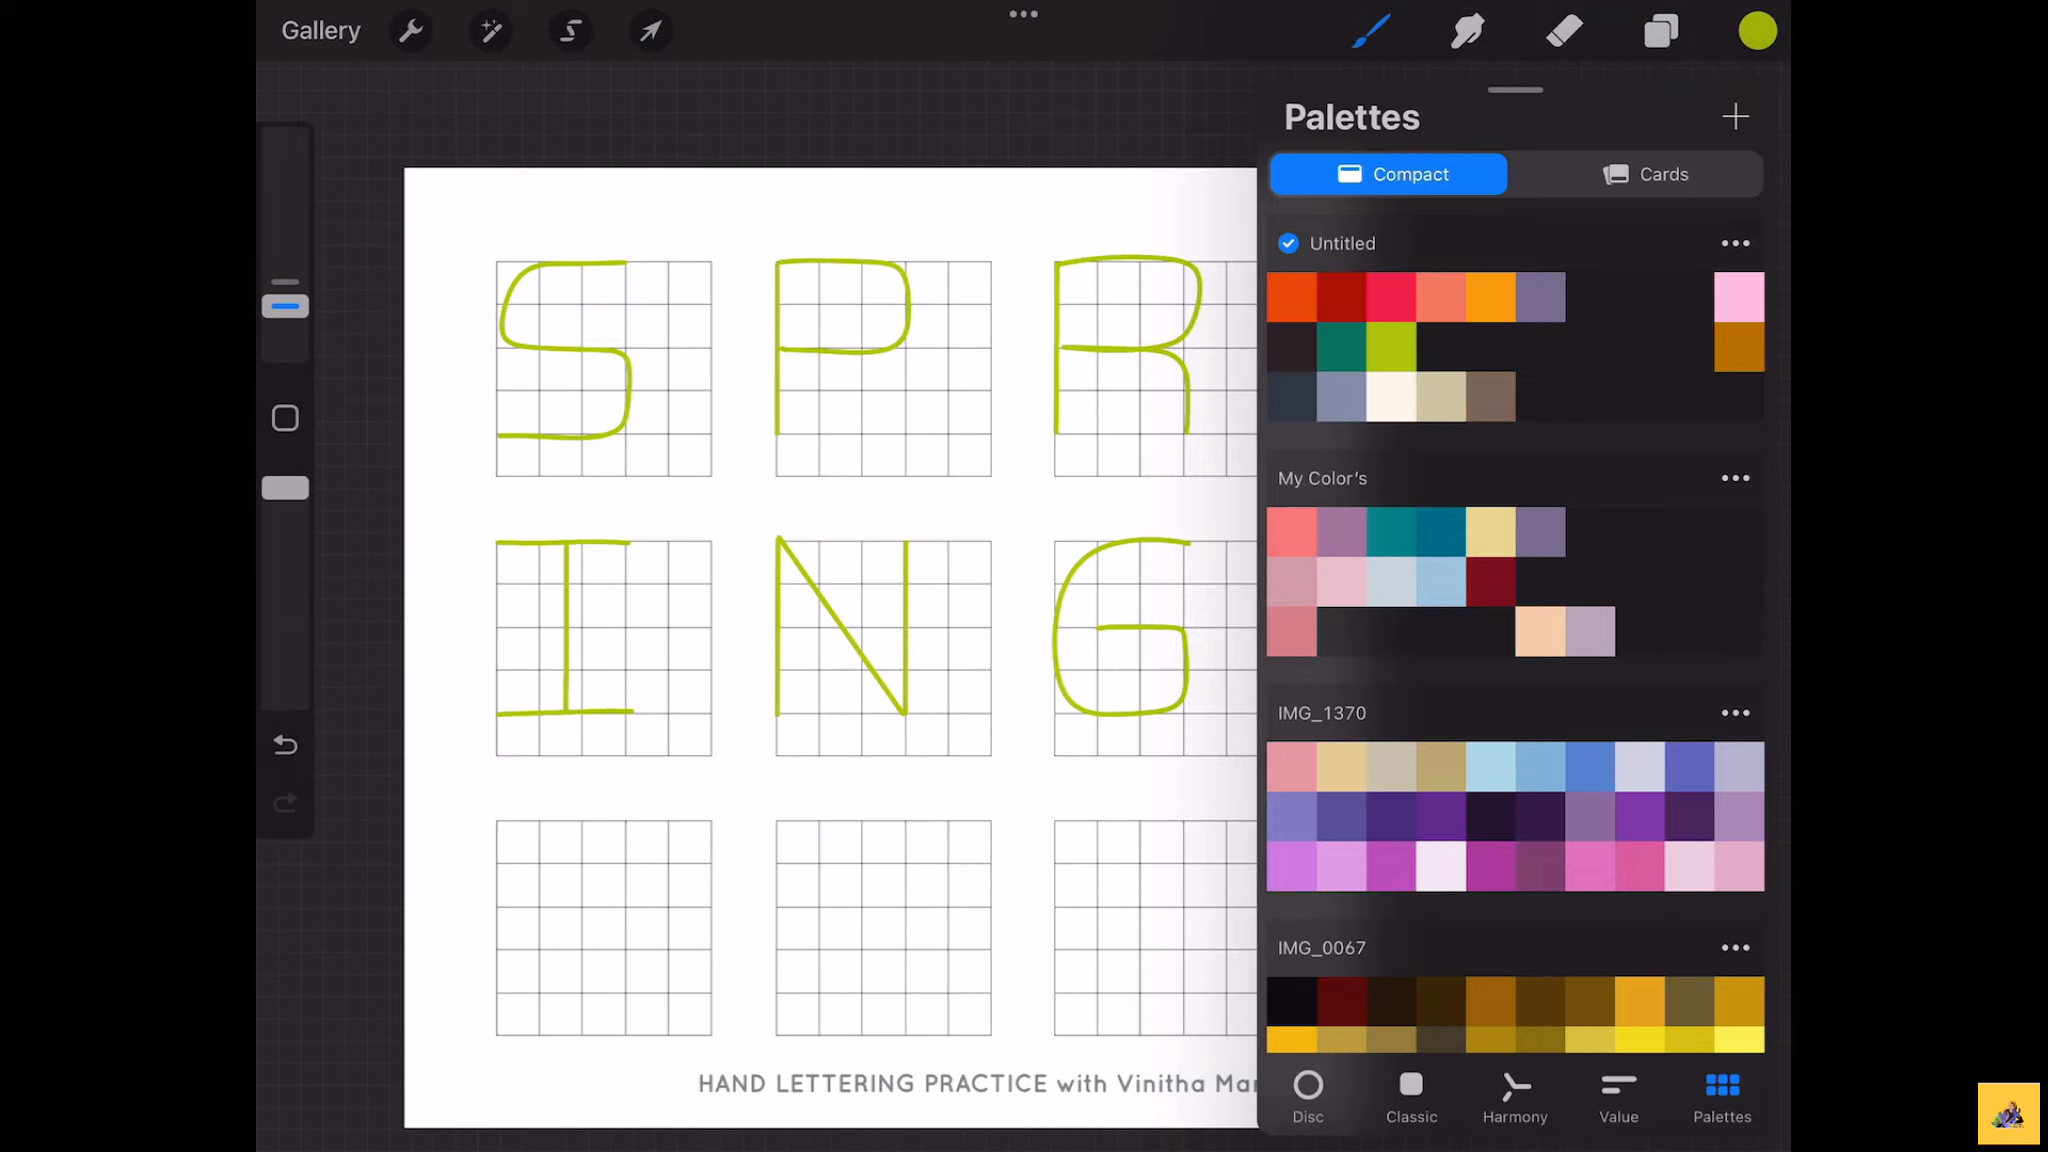 Gallery
Palettes
Compact
Cards
Untitled
My Color's
IMG_1370
IMG_0067
Disc
Classic
Harmony
Value
Palettes
S P R
I N G
HAND LETTERING PRACTICE with Vinitha